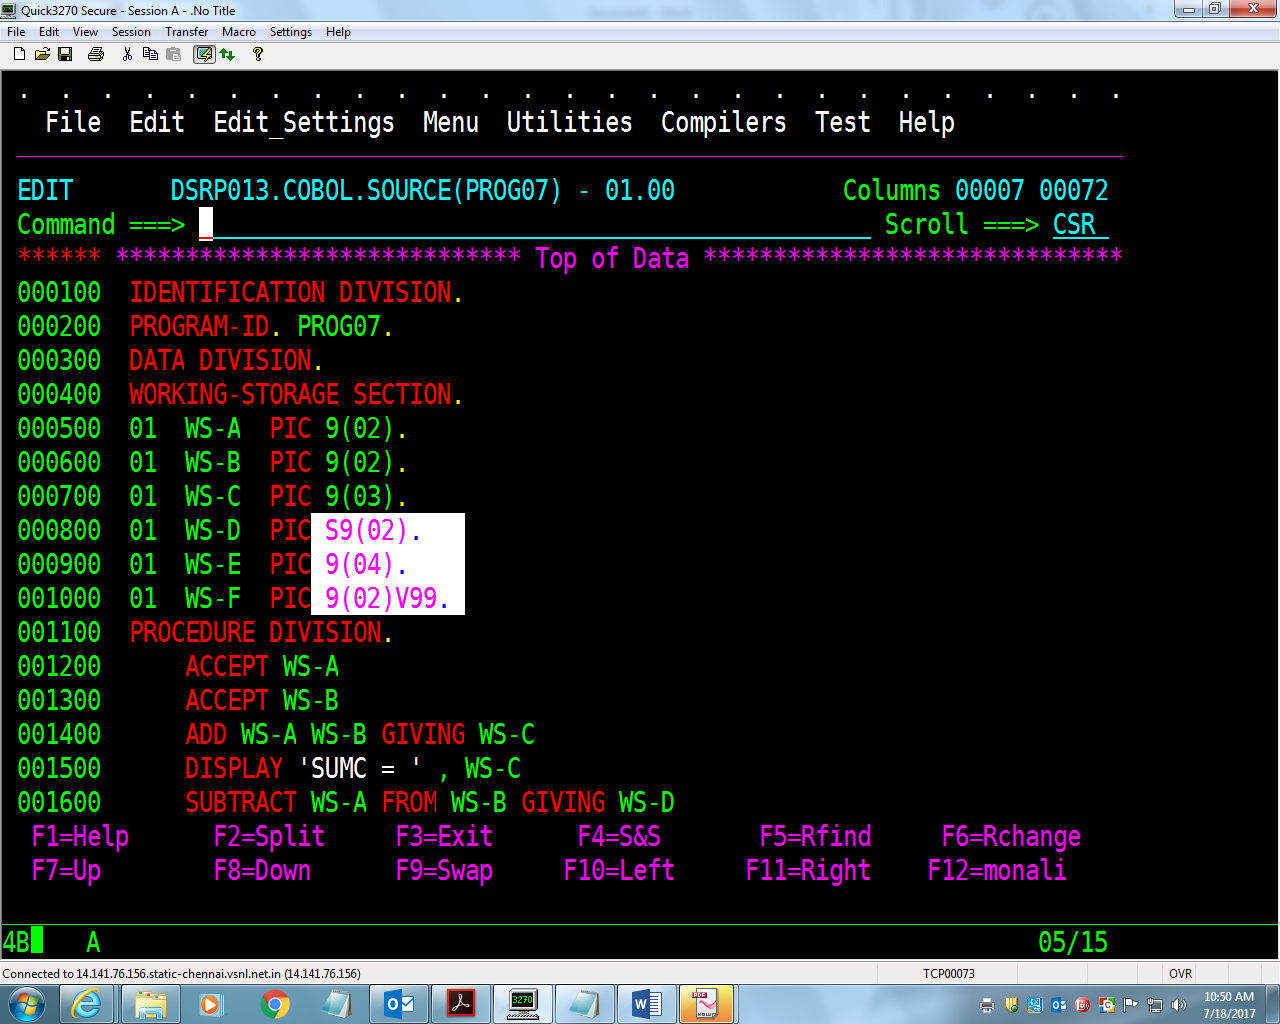 Quick3270 Secure - Session A - .No Title
File Edit View Session Transfer Macro Settings Help
. . . . . . . . . . . . . . . . . . . . . . . . . . .
File Edit Edit_Settings Menu Utilities Compilers Test Help
EDIT DSRP013.COBOL.SOURCE(PROG07) - 01.00 Columns 00007 00072
Command ===> Scroll ===> CSR
****** ***************************** Top of Data ******************************
000100 IDENTIFICATION DIVISION.
000200 PROGRAM-ID. PROG07.
000300 DATA DIVISION.
000400 WORKING-STORAGE SECTION.
000500 01 WS-A PIC 9(02).
000600 01 WS-B PIC 9(02).
000700 01 WS-C PIC 9(03).
000800 01 WS-D PIC S9(02).
000900 01 WS-E PIC 9(04).
001000 01 WS-F PIC 9(02)V99.
001100 PROCEDURE DIVISION.
001200 ACCEPT WS-A
001300 ACCEPT WS-B
001400 ADD WS-A WS-B GIVING WS-C
001500 DISPLAY 'SUMC = ' , WS-C
001600 SUBTRACT WS-A FROM WS-B GIVING WS-D
F1=Help F2=Split F3=Exit F4=S&S F5=Rfind F6=Rchange
F7=Up F8=Down F9=Swap F10=Left F11=Right F12=monali
4B A 05/15
Connected to 14.141.76.156.static-chennai.vsnl.net.in (14.141.76.156) TCP00073 OVR
3270
PDF
10:50 AM
7/18/2017